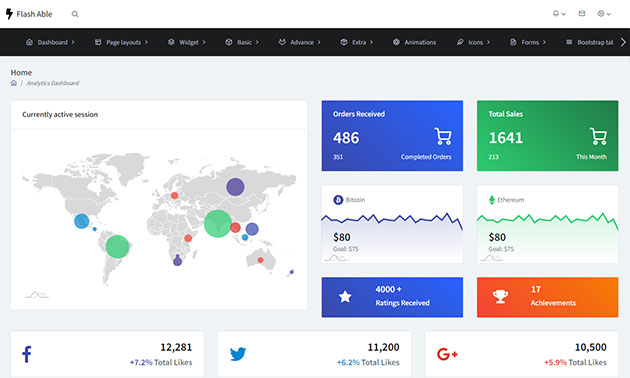 Flash Able
Dashboard
Page layouts
Widget
Basic
Advance
Extra
Animations
Icons
Forms
Bootstrap tal
Home
/ Analytics Dashboard
Currently active session
Orders Received
486
351
Completed Orders
Total Sales
1641
213
This Month
Bitcoin
$80
Goal: $75
Ethereum
$80
Goal: $75
4000 +
Ratings Received
17
Achievements
12,281
+7.2% Total Likes
11,200
+6.2% Total Likes
G+
10,500
+5.9% Total Likes